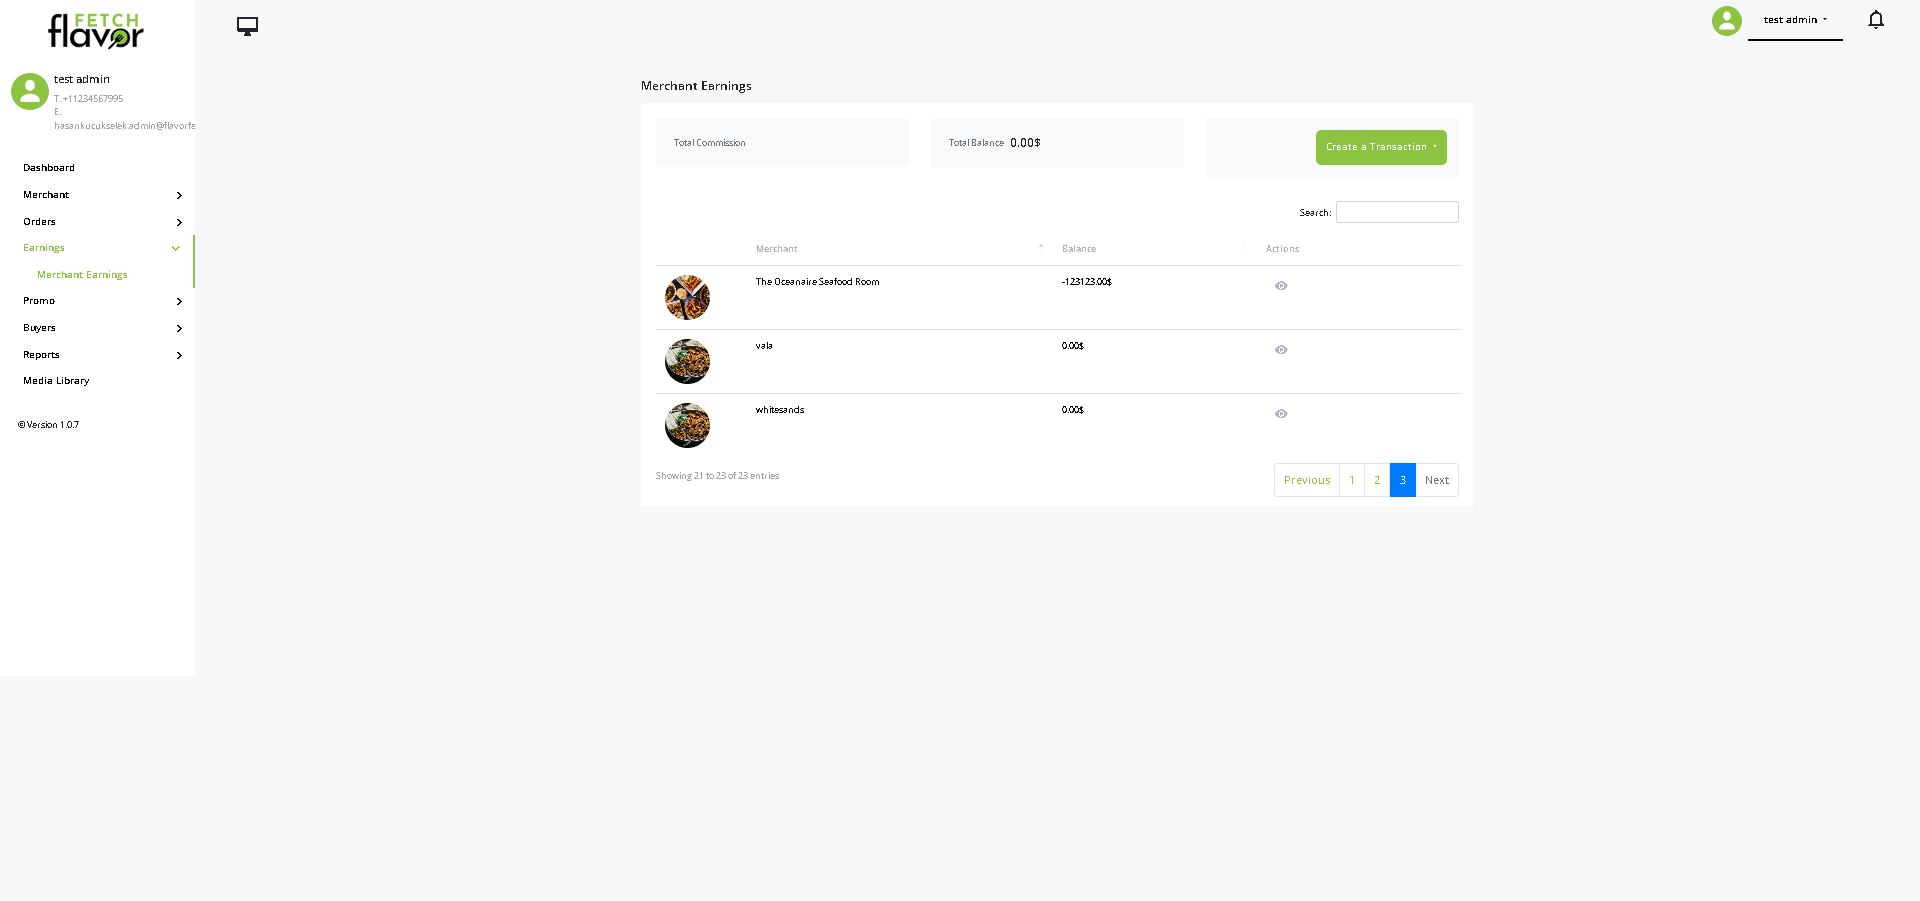 FETCH
flavor
test admin
test admin
T. +11234567995
E.
hasankucukselek.admin@flavorfe
Dashboard
Merchant
Orders
Earnings
Merchant Earnings
Promo
Buyers
Reports
Media Library
© Version 1.0.7
Merchant Earnings
Total Commission
Total Balance 0.00$
Create a Transaction
Search:
Merchant Balance Actions
The Oceanaire Seafood Room -123123.00$
vala 0.00$
whitesands 0.00$
Showing 21 to 23 of 23 entries
Previous 1 2 3 Next